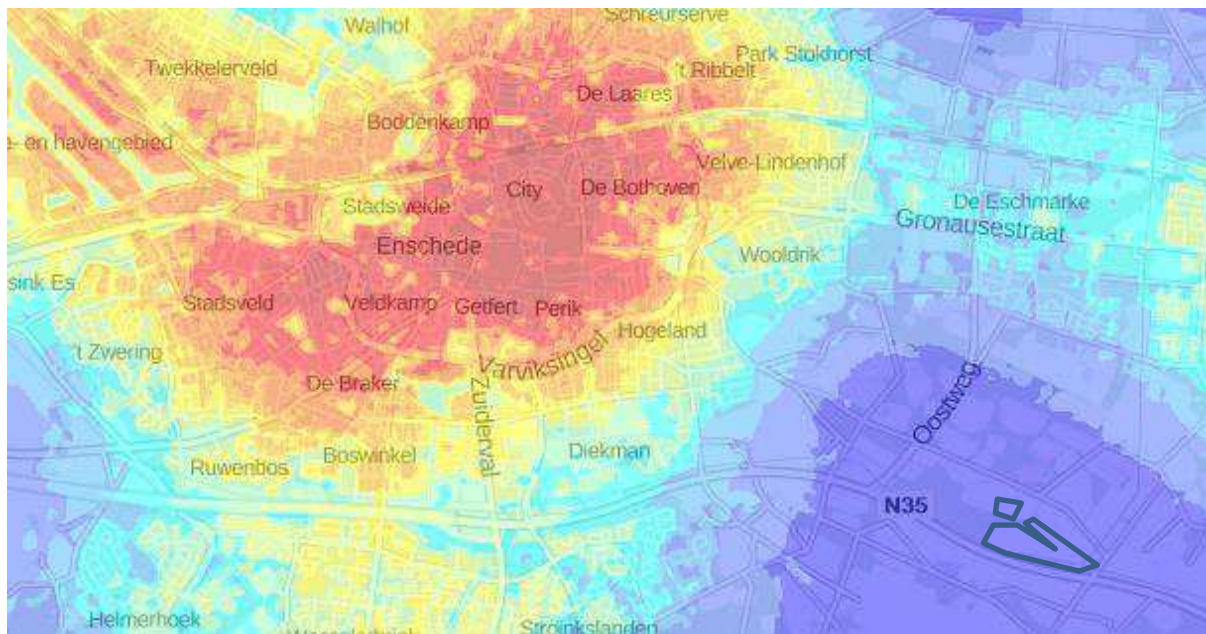 Schreurserve
Walhof
Park Stokhorst
Twekkelerveld
't Ribbelt
De Laares
Boddenkamp
e- en havengebied
Velve-Lindenhof
City
De Bothoven
De Eschmarke
Stadsweide
Gronausestraat
Enschede
Wooldrik
sink Es
Stadsveld
Veldkamp
Getfert
Perik
Hogeland
't Zwering
Varviksingel
De Braker
Zuiderval
Oostweg
Diekman
Boswinkel
Ruwenbos
N35
Helmerhoek
Stroinkslanden